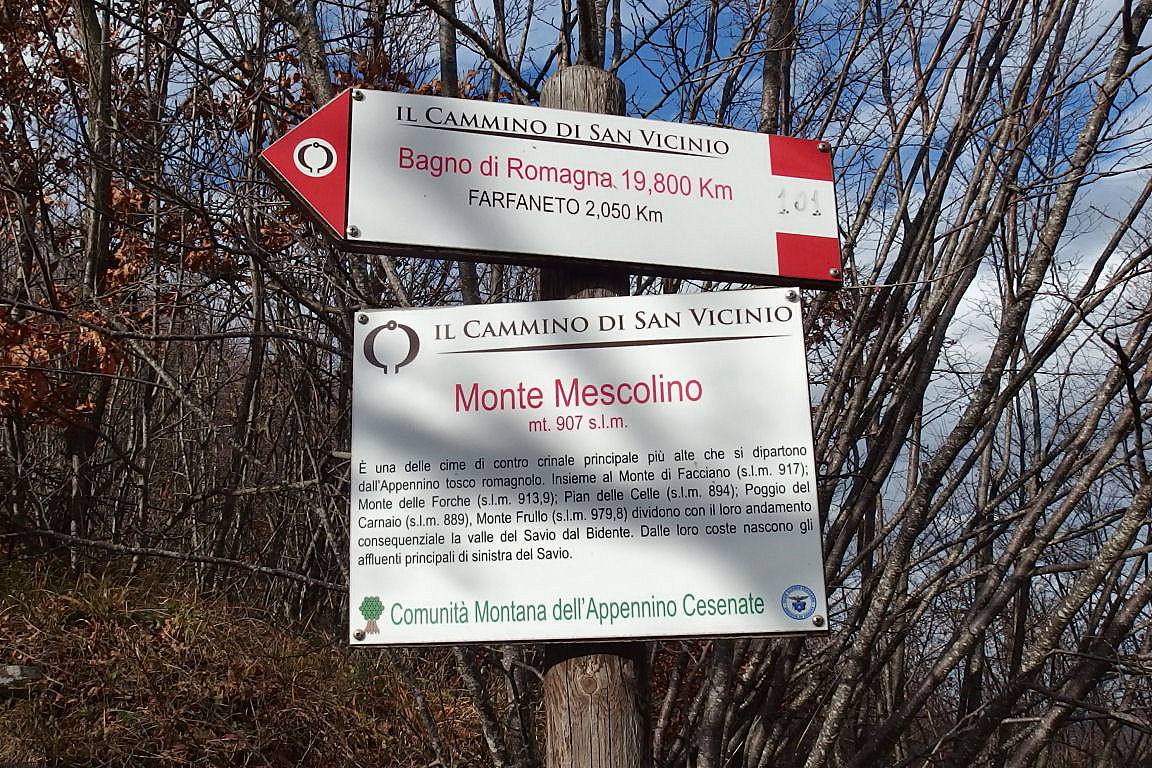 IL CAMMINO DI SAN VICINIO
Bagno di Romagna 19,800 Km
FARFANETO 2,050 Km
101
IL CAMMINO DI SAN VICINIO
Monte Mescolino
mt. 907 s.l.m.
È una delle cime di contro crinale principale più alte che si dipartono
dall'Appennino tosco romagnolo. Insieme al Monte di Facciano (s.l.m. 917);
Monte delle Forche (s.l.m. 913,9); Pian delle Celle (s.l.m. 894); Poggio del
Carnaio (s.l.m. 889), Monte Frullo (s.l.m. 979,8) dividono con il loro andamento
consequenziale la valle del Savio dal Bidente. Dalle loro coste nascono gli
affluenti principali di sinistra del Savio.
Comunità Montana dell'Appennino Cesenate